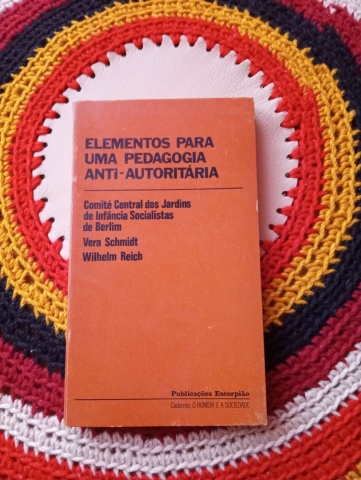 ELEMENTOS PARA
UMA PEDAGOGIA
ANTI-AUTORITÁRIA
Comité Central dos Jardins
de Infância Socialistas
de Berlim
Vera Schmidt
Wilhelm Reich
Publicações Escorpião
Cadernos O HOMEM E A SOCIEDADE